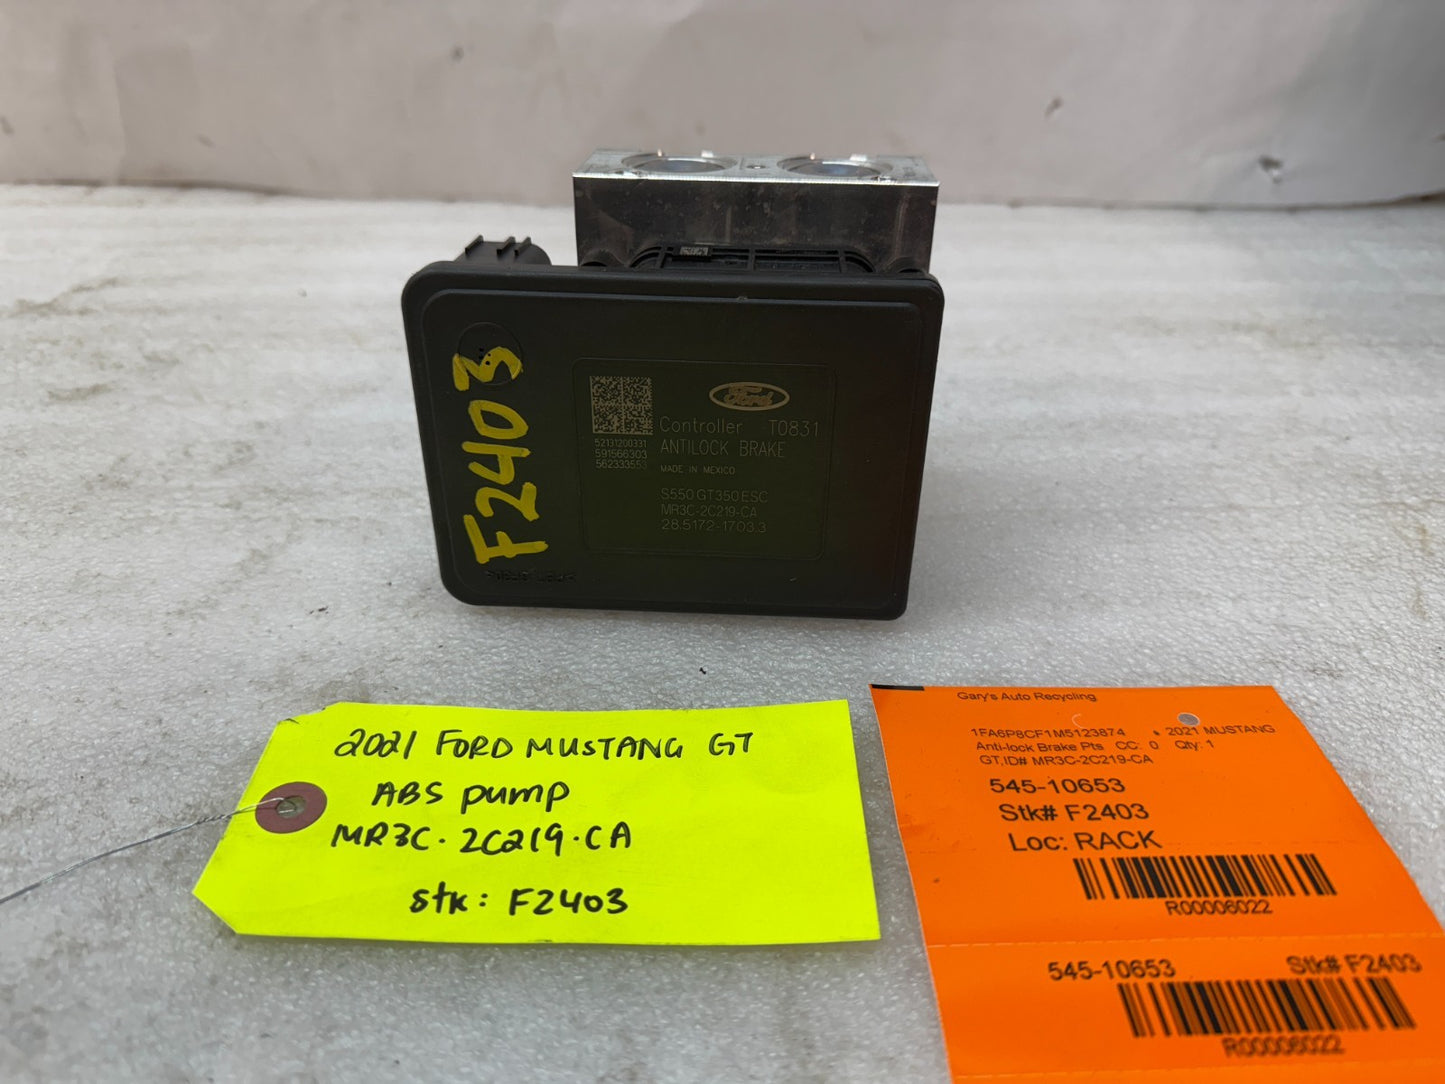 F2403
Ford
Controller T0831
ANTILOCK BRAKE
52131200331
591566303
562333553
MADE IN MEXICO
S550 GT350 ESC
MR3C-2C219-CA
28.5172-1703.3
2021 FORD MUSTANG GT
ABS pump
MR3C-2C219-CA
stk: F2403
Gary's Auto Recycling
1FA6P8CF1M5123874 2021 MUSTANG
Anti-lock Brake Pts CC: 0 Qty: 1
GT,ID# MR3C-2C219-CA
545-10653
Stk# F2403
Loc: RACK
R00006022
545-10653 Stk# F2403
R00006022